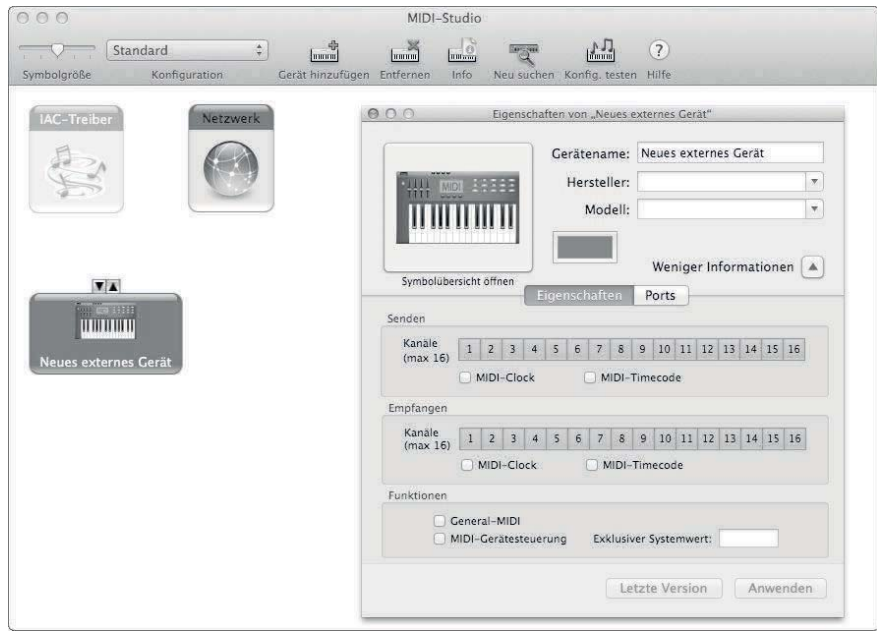 MIDI-Studio
Standard
Symbolgröße
Konfiguration
Gerät hinzufügen
Entfernen
Info
Neu suchen
Konfig. testen
?
Hilfe
IAC-Treiber
Netzwerk
Neues externes Gerät
Eigenschaften von „Neues externes Gerät“
MIDI
Symbolübersicht öffnen
Gerätename: Neues externes Gerät
Hersteller:
Modell:
Weniger Informationen
Eigenschaften Ports
Senden
Kanäle
(max 16)
1 2 3 4 5 6 7 8 9 10 11 12 13 14 15 16
MIDI-Clock MIDI-Timecode
Empfangen
Kanäle
(max 16)
1 2 3 4 5 6 7 8 9 10 11 12 13 14 15 16
MIDI-Clock MIDI-Timecode
Funktionen
General-MIDI
MIDI-Gerätesteuerung Exklusiver Systemwert:
Letzte Version Anwenden